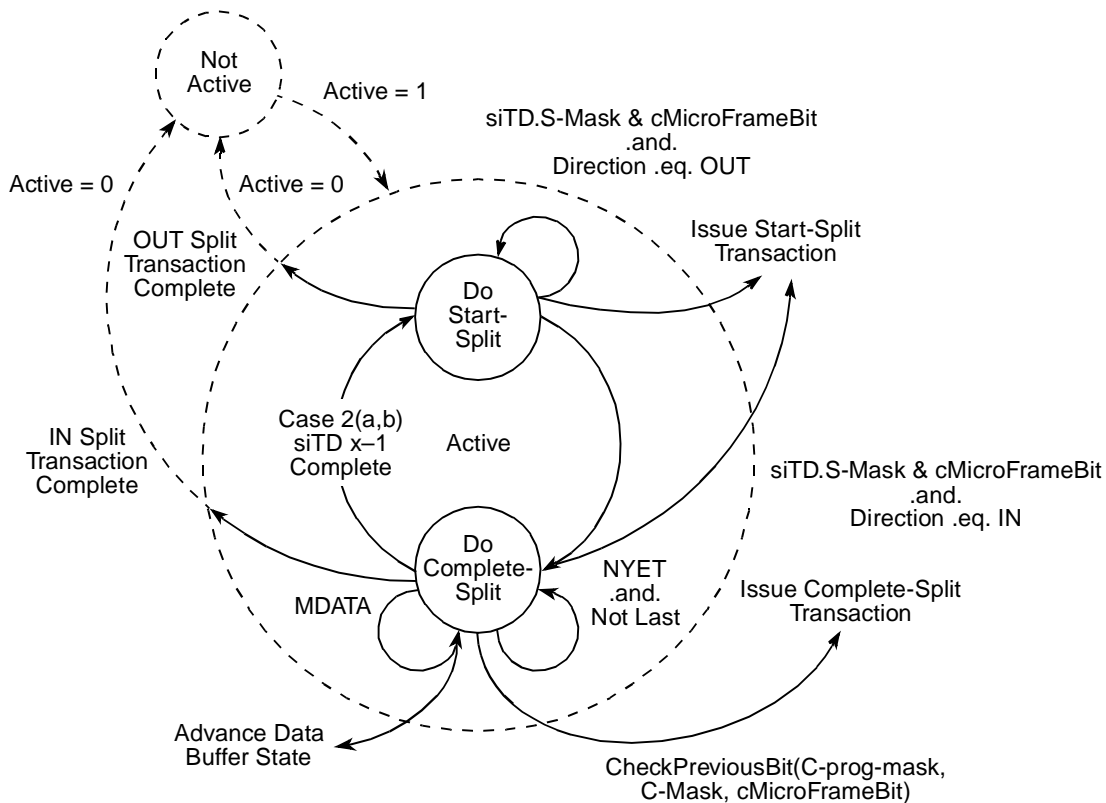 Not
Active
Active = 1
siTD.S-Mask & cMicroFrameBit
.and.
Direction .eq. OUT
Active = 0
Active = 0
OUT Split
Transaction
Complete
Issue Start-Split
Transaction
Do
Start-
Split
Case 2(a,b)
siTD x–1
Complete
Active
IN Split
Transaction
Complete
siTD.S-Mask & cMicroFrameBit
.and.
Direction .eq. IN
Do
Complete-
Split
MDATA
NYET
.and.
Not Last
Issue Complete-Split
Transaction
Advance Data
Buffer State
CheckPreviousBit(C-prog-mask,
C-Mask, cMicroFrameBit)